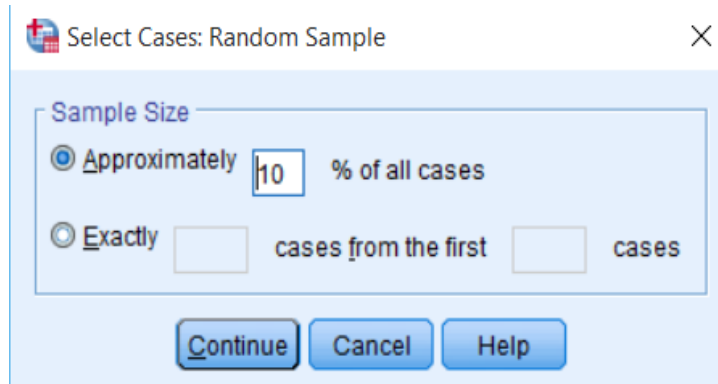 Select Cases: Random Sample
Sample Size
Approximately 10 % of all cases
Exactly cases from the first cases
Continue Cancel Help